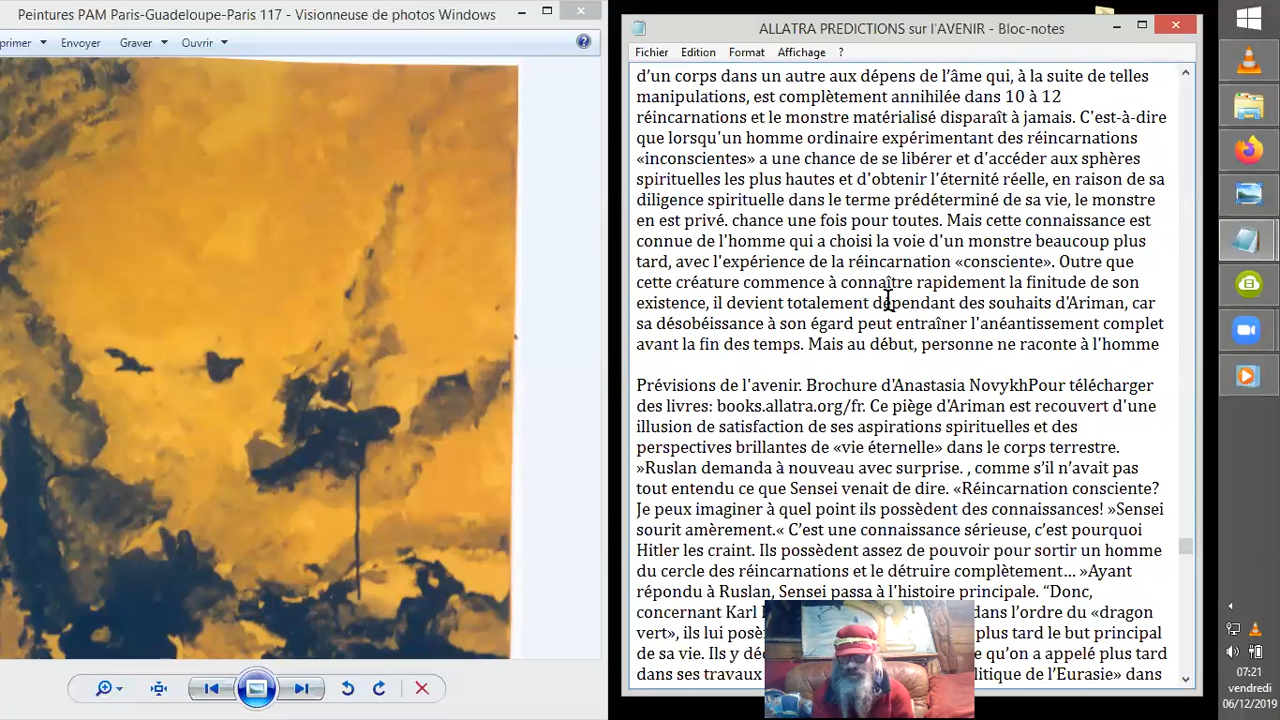 Peintures PAM Paris-Guadeloupe-Paris 117 - Visionneuse de photos Windows
primer Envoyer Graver Ouvrir
ALLATRA PREDICTIONS sur l'AVENIR - Bloc-notes
Fichier Edition Format Affichage ?
d’un corps dans un autre aux dépens de l’âme qui, à la suite de telles
manipulations, est complètement annihilée dans 10 à 12
réincarnations et le monstre matérialisé disparaît à jamais. C'est-à-dire
que lorsqu'un homme ordinaire expérimentant des réincarnations
«inconscientes» a une chance de se libérer et d'accéder aux sphères
spirituelles les plus hautes et d'obtenir l'éternité réelle, en raison de sa
diligence spirituelle dans le terme prédéterminé de sa vie, le monstre
en est privé. chance une fois pour toutes. Mais cette connaissance est
connue de l'homme qui a choisi la voie d'un monstre beaucoup plus
tard, avec l'expérience de la réincarnation «consciente». Outre que
cette créature commence à connaître rapidement la finitude de son
existence, il devient totalement dépendant des souhaits d'Ariman, car
sa désobéissance à son égard peut entraîner l'anéantissement complet
avant la fin des temps. Mais au début, personne ne raconte à l'homme
Prévisions de l'avenir. Brochure d'Anastasia NovykhPour télécharger
des livres: books.allatra.org/fr. Ce piège d'Ariman est recouvert d'une
illusion de satisfaction de ses aspirations spirituelles et des
perspectives brillantes de «vie éternelle» dans le corps terrestre.
»Ruslan demanda à nouveau avec surprise. , comme s’il n’avait pas
tout entendu ce que Sensei venait de dire. «Réincarnation consciente?
Je peux imaginer à quel point ils possèdent des connaissances! »Sensei
sourit amèrement.« C’est une connaissance sérieuse, c’est pourquoi
Hitler les craint. Ils possèdent assez de pouvoir pour sortir un homme
du cercle des réincarnations et le détruire complètement… »Ayant
répondu à Ruslan, Sensei passa à l'histoire principale. “Donc,
concernant Karl dans l’ordre du «dragon
vert», ils lui plus tard le but principal
de sa vie. Ils y qu’on a appelé plus tard
dans ses travaux de l’Eurasie» dans
07:21
vendredi
06/12/2019